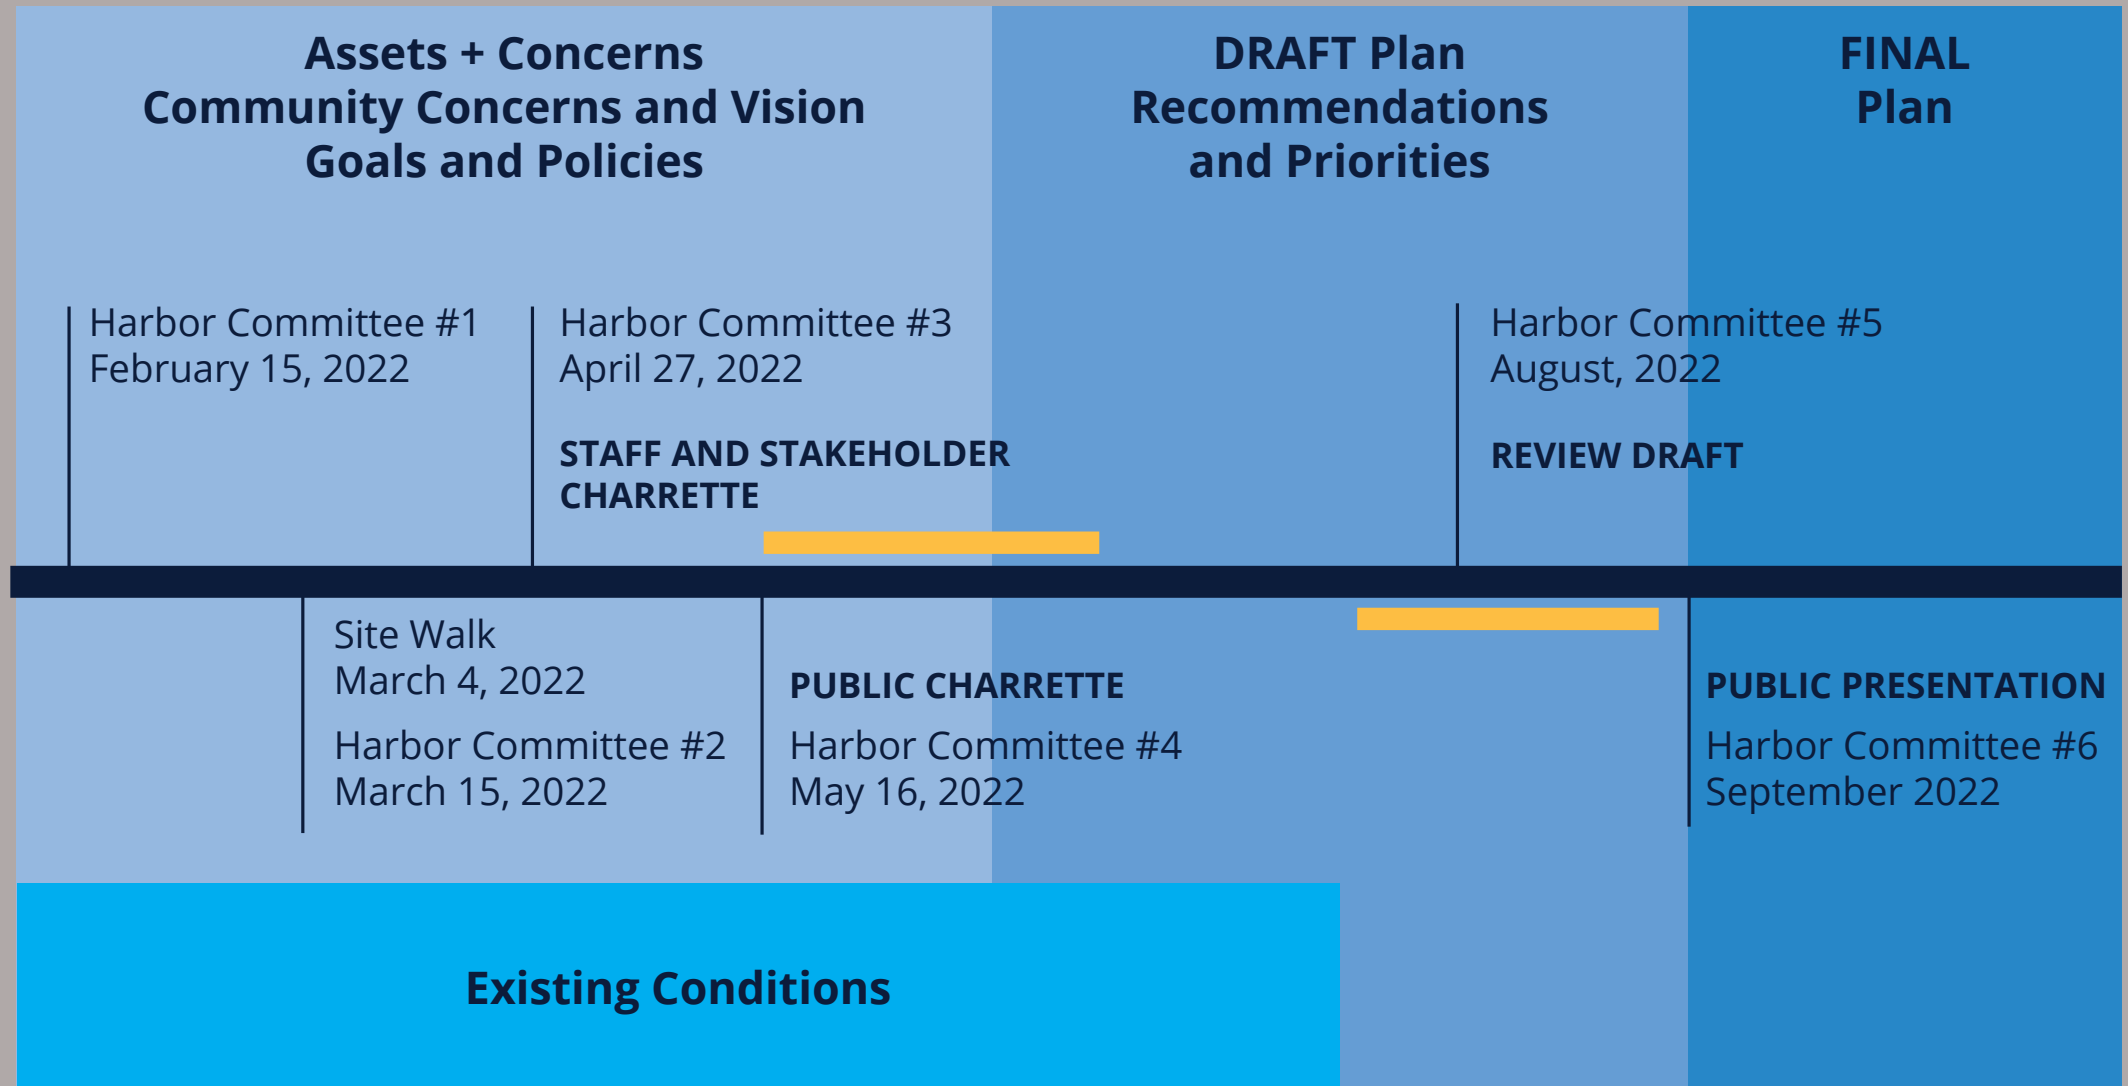 Assets + Concerns
Community Concerns and Vision
Goals and Policies
DRAFT Plan
Recommendations
and Priorities
FINAL
Plan
Harbor Committee #1
February 15, 2022
Harbor Committee #3
April 27, 2022
STAFF AND STAKEHOLDER
CHARRETTE
Harbor Committee #5
August, 2022
REVIEW DRAFT
Site Walk
March 4, 2022
Harbor Committee #2
March 15, 2022
PUBLIC CHARRETTE
Harbor Committee #4
May 16, 2022
PUBLIC PRESENTATION
Harbor Committee #6
September 2022
Existing Conditions